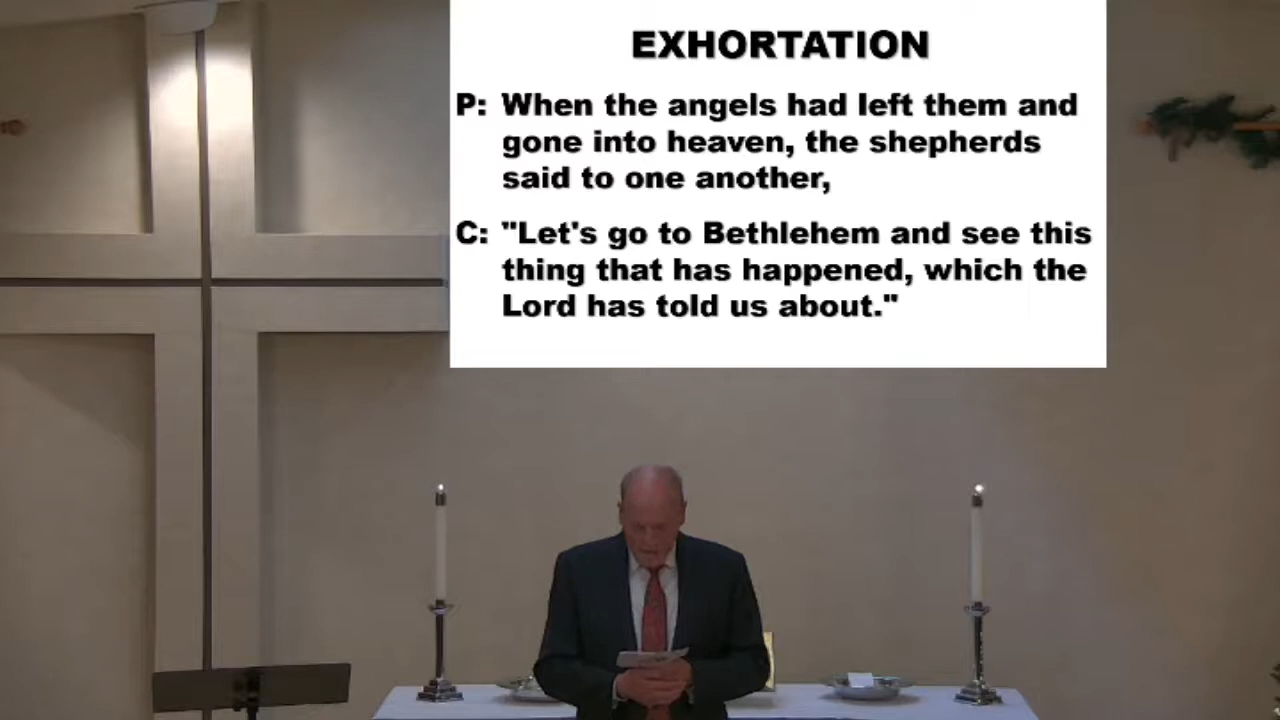 EXHORTATION
P: When the angels had left them and
gone into heaven, the shepherds
said to one another,
C: "Let's go to Bethlehem and see this
thing that has happened, which the
Lord has told us about."